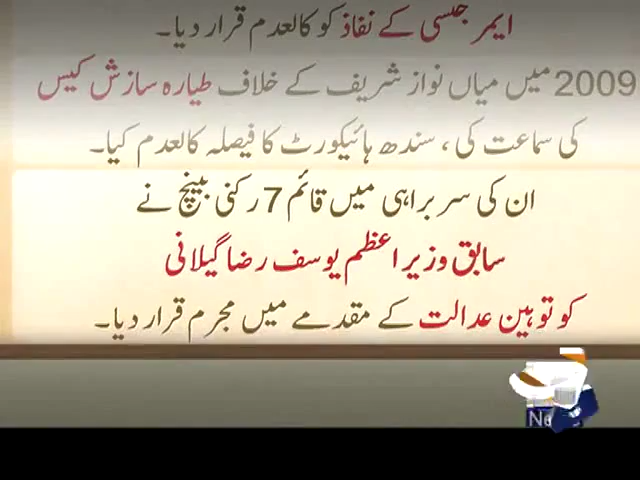 ایمرجنسی کے نفاذ کو کالعدم قرار دیا۔
2009 میں میاں نواز شریف کے خلاف طیارہ سازش کیس
کی سماعت کی، سندھ ہائیکورٹ کا فیصلہ کالعدم کیا۔
ان کی سربراہی میں قائم 7 رکنی بینچ نے
سابق وزیراعظم یوسف رضا گیلانی
کو توہین عدالت کے مقدمے میں مجرم قرار دیا۔